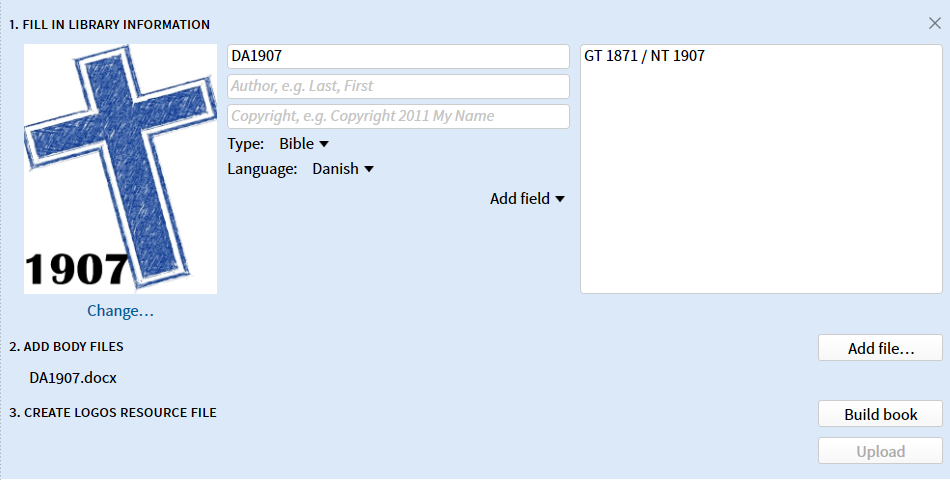 1. FILL IN LIBRARY INFORMATION
DA1907
GT 1871 / NT 1907
Author, e.g. Last, First
Copyright, e.g. Copyright 2011 My Name
Type: Bible
Language: Danish
Add field
1907
Change...
2. ADD BODY FILES
Add file...
DA1907.docx
3. CREATE LOGOS RESOURCE FILE
Build book
Upload